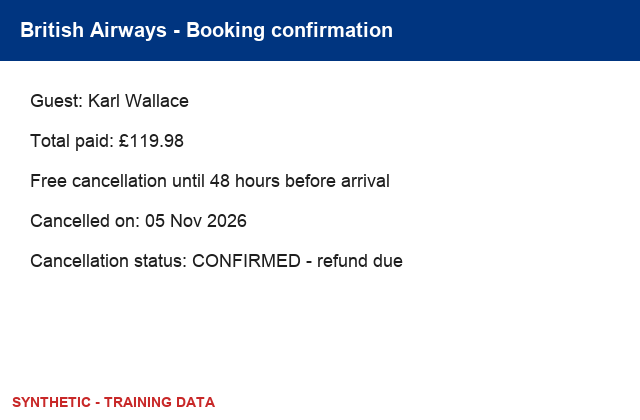 British Airways - Booking confirmation
Guest: Karl Wallace
Total paid: £119.98
Free cancellation until 48 hours before arrival
Cancelled on: 05 Nov 2026
Cancellation status: CONFIRMED - refund due
SYNTHETIC - TRAINING DATA